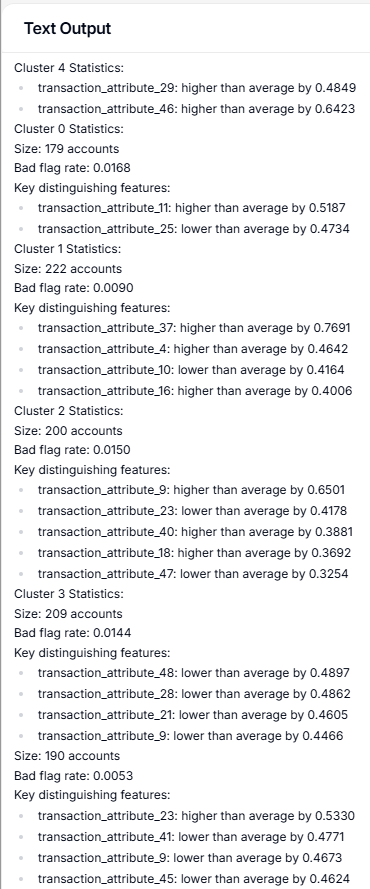 Text Output
Cluster 4 Statistics:
transaction_attribute_29: higher than average by 0.4849
transaction_attribute_46: higher than average by 0.6423
Cluster 0 Statistics:
Size: 179 accounts
Bad flag rate: 0.0168
Key distinguishing features:
transaction_attribute_11: higher than average by 0.5187
transaction_attribute_25: lower than average by 0.4734
Cluster 1 Statistics:
Size: 222 accounts
Bad flag rate: 0.0090
Key distinguishing features:
transaction_attribute_37: higher than average by 0.7691
transaction_attribute_4: higher than average by 0.4642
transaction_attribute_10: lower than average by 0.4164
transaction_attribute_16: higher than average by 0.4006
Cluster 2 Statistics:
Size: 200 accounts
Bad flag rate: 0.0150
Key distinguishing features:
transaction_attribute_9: higher than average by 0.6501
transaction_attribute_23: lower than average by 0.4178
transaction_attribute_40: higher than average by 0.3881
transaction_attribute_18: higher than average by 0.3692
transaction_attribute_47: lower than average by 0.3254
Cluster 3 Statistics:
Size: 209 accounts
Bad flag rate: 0.0144
Key distinguishing features:
transaction_attribute_48: lower than average by 0.4897
transaction_attribute_28: lower than average by 0.4862
transaction_attribute_21: lower than average by 0.4605
transaction_attribute_9: lower than average by 0.4466
Size: 190 accounts
Bad flag rate: 0.0053
Key distinguishing features:
transaction_attribute_23: higher than average by 0.5330
transaction_attribute_41: lower than average by 0.4771
transaction_attribute_9: lower than average by 0.4673
transaction_attribute_45: lower than average by 0.4624